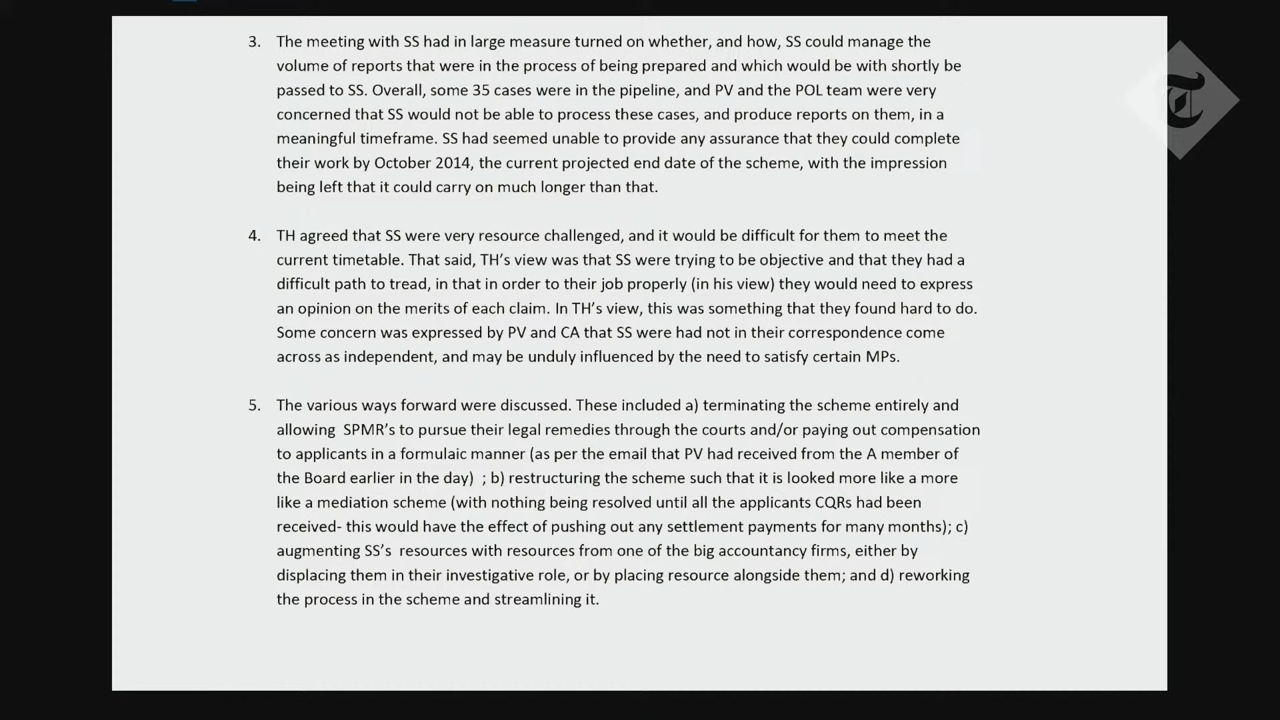 3. The meeting with SS had in large measure turned on whether, and how, SS could manage the
volume of reports that were in the process of being prepared and which would be with shortly be
passed to SS. Overall, some 35 cases were in the pipeline, and PV and the POL team were very
concerned that SS would not be able to process these cases, and produce reports on them, in a
meaningful timeframe. SS had seemed unable to provide any assurance that they could complete
their work by October 2014, the current projected end date of the scheme, with the impression
being left that it could carry on much longer than that.
4. TH agreed that SS were very resource challenged, and it would be difficult for them to meet the
current timetable. That said, TH's view was that SS were trying to be objective and that they had a
difficult path to tread, in that in order to their job properly (in his view) they would need to express
an opinion on the merits of each claim. In TH's view, this was something that they found hard to do.
Some concern was expressed by PV and CA that SS were had not in their correspondence come
across as independent, and may be unduly influenced by the need to satisfy certain MPs.
5. The various ways forward were discussed. These included a) terminating the scheme entirely and
allowing SPMR's to pursue their legal remedies through the courts and/or paying out compensation
to applicants in a formulaic manner (as per the email that PV had received from the A member of
the Board earlier in the day) ; b) restructuring the scheme such that it is looked more like a more
like a mediation scheme (with nothing being resolved until all the applicants CQRs had been
received- this would have the effect of pushing out any settlement payments for many months); c)
augmenting SS's resources with resources from one of the big accountancy firms, either by
displacing them in their investigative role, or by placing resource alongside them; and d) reworking
the process in the scheme and streamlining it.